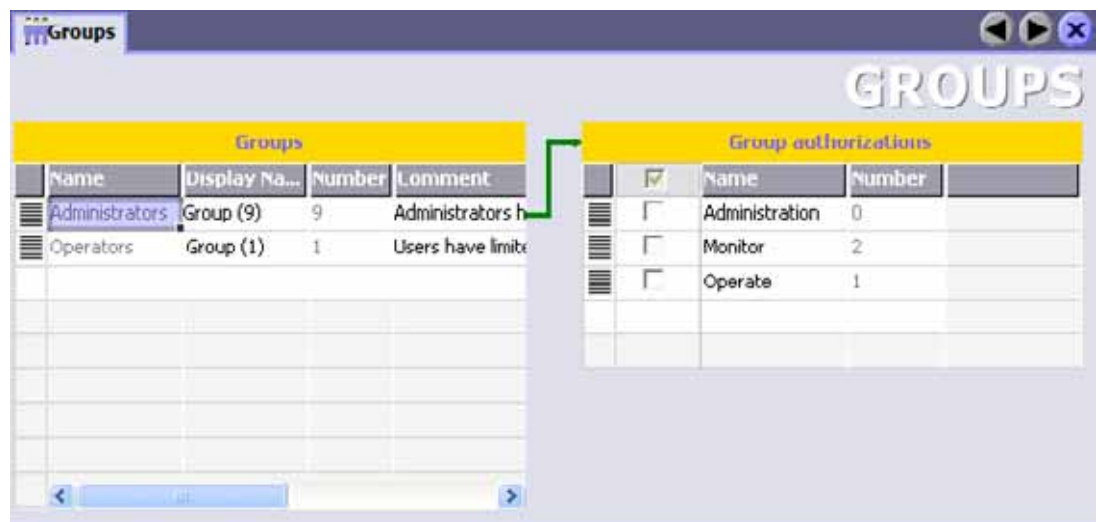 Groups
GROUPS
Groups
Name Display Na... Number Comment
Administrators Group (9) 9 Administrators h
Operators Group (1) 1 Users have limite
Group authorizations
Name Number
Administration 0
Monitor 2
Operate 1